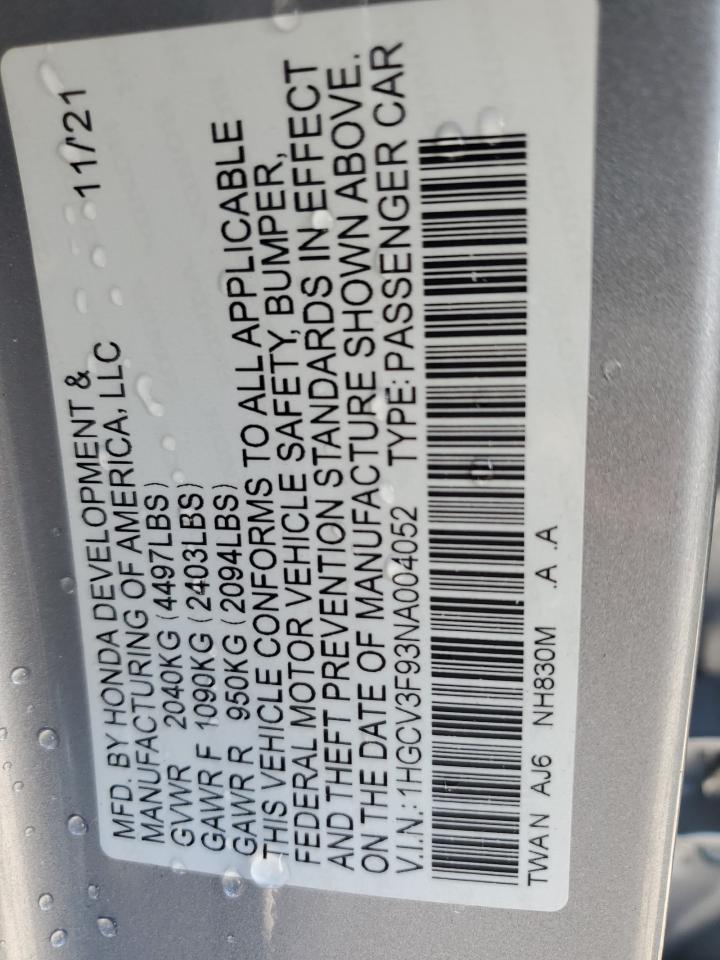 MFD. BY HONDA DEVELOPMENT & 11/'21
MANUFACTURING OF AMERICA, LLC
GVWR 2040KG (4497LBS)
GAWR F 1090KG (2403LBS)
GAWR R 950KG (2094LBS)
THIS VEHICLE CONFORMS TO ALL APPLICABLE
FEDERAL MOTOR VEHICLE SAFETY, BUMPER,
AND THEFT PREVENTION STANDARDS IN EFFECT
ON THE DATE OF MANUFACTURE SHOWN ABOVE.
V.I.N.: 1HGCV3F93NA004052 TYPE: PASSENGER CAR
TWAN AJ6 NH830M .A .A